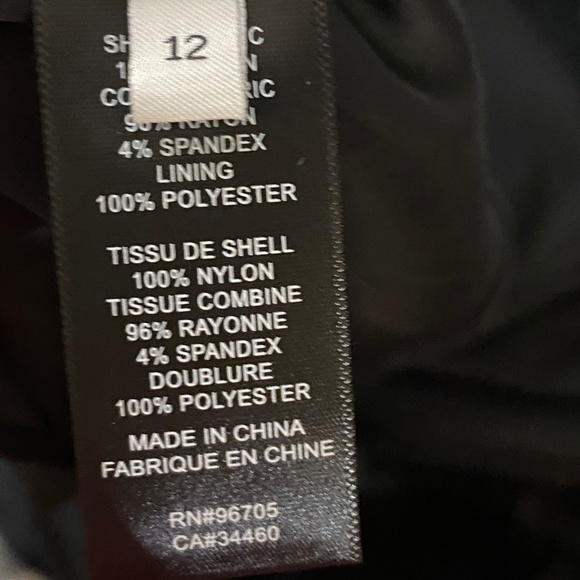 12
4% SPANDEX
LINING
100% POLYESTER
TISSU DE SHELL
100% NYLON
TISSUE COMBINE
96% RAYONNE
4% SPANDEX
DOUBLURE
100% POLYESTER
MADE IN CHINA
FABRIQUE EN CHINE
RN#96705
CA#34460